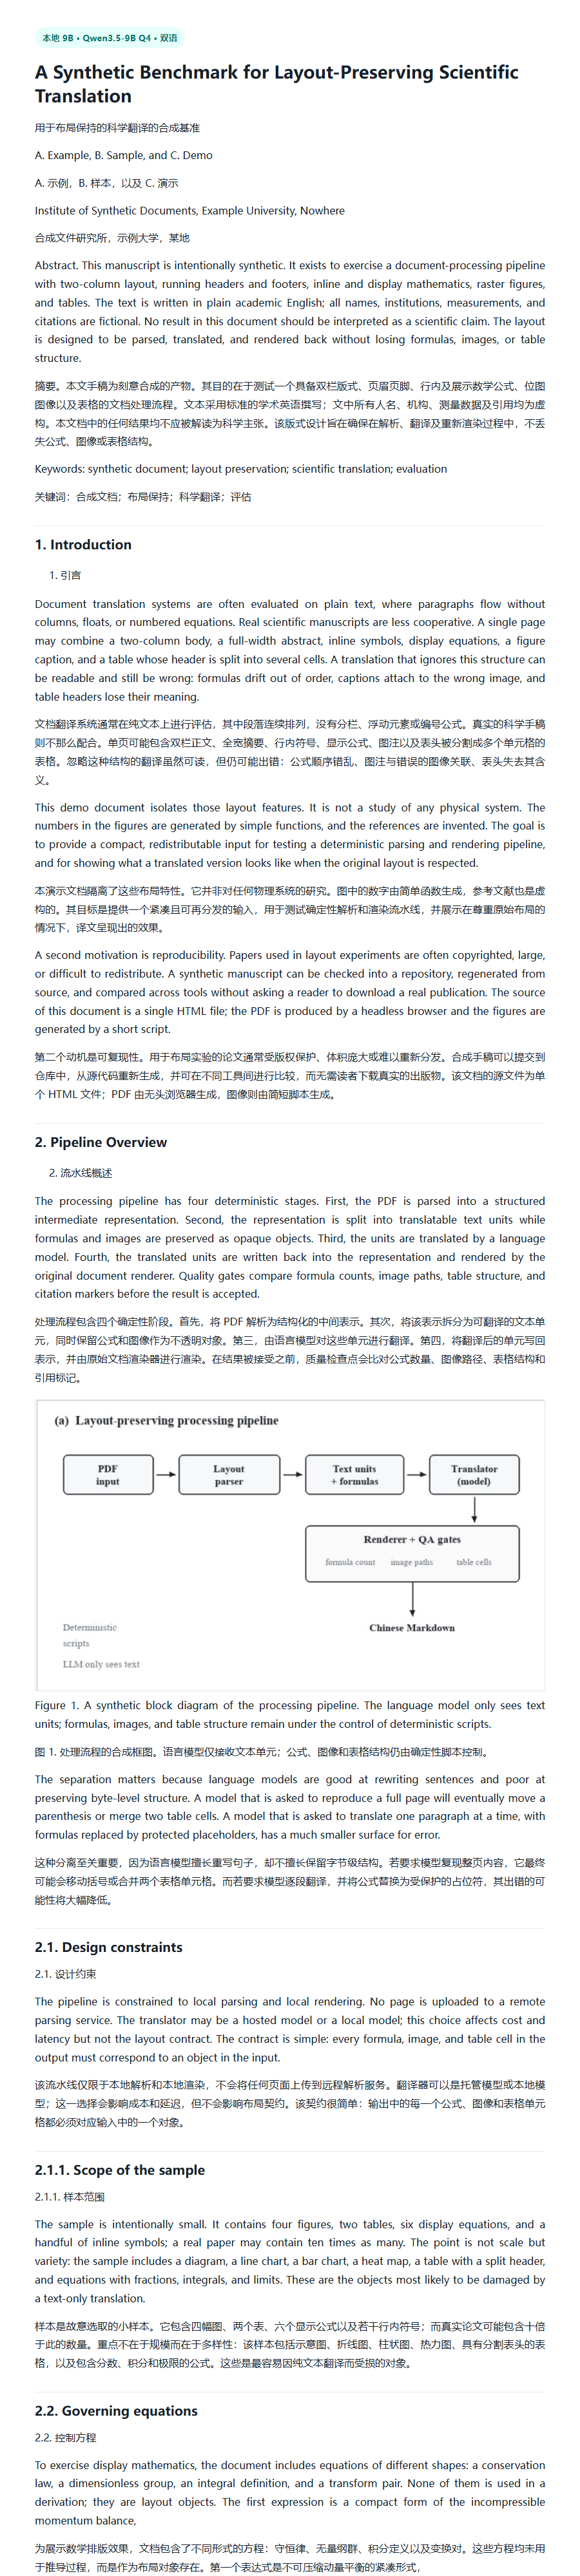 本地 9B • Qwen3.5-9B Q4 • 双语
A Synthetic Benchmark for Layout-Preserving Scientific
Translation
用于布局保持的科学翻译的合成基准
A. Example, B. Sample, and C. Demo
A. 示例，B. 样本，以及 C. 演示
Institute of Synthetic Documents, Example University, Nowhere
合成文件研究所，示例大学，某地
Abstract. This manuscript is intentionally synthetic. It exists to exercise a document-processing pipeline
with two-column layout, running headers and footers, inline and display mathematics, raster figures,
and tables. The text is written in plain academic English; all names, institutions, measurements, and
citations are fictional. No result in this document should be interpreted as a scientific claim. The layout
is designed to be parsed, translated, and rendered back without losing formulas, images, or table
structure.
摘要。本文手稿为刻意合成的产物。其目的在于测试一个具备双栏版式、页眉页脚、行内及展示数学公式、位图
图像以及表格的文档处理流程。文本采用标准的学术英语撰写；文中所有人名、机构、测量数据及引用均为虚
构。本文档中的任何结果均不应被解读为科学主张。该版式设计旨在确保在解析、翻译及重新渲染过程中，不丢
失公式、图像或表格结构。
Keywords: synthetic document; layout preservation; scientific translation; evaluation
关键词：合成文档；布局保持；科学翻译；评估
1. Introduction
1. 引言
Document translation systems are often evaluated on plain text, where paragraphs flow without
columns, floats, or numbered equations. Real scientific manuscripts are less cooperative. A single page
may combine a two-column body, a full-width abstract, inline symbols, display equations, a figure
caption, and a table whose header is split into several cells. A translation that ignores this structure can
be readable and still be wrong: formulas drift out of order, captions attach to the wrong image, and
table headers lose their meaning.
文档翻译系统通常在纯文本上进行评估，其中段落连续排列，没有分栏、浮动元素或编号公式。真实的科学手稿
则不那么配合。单页可能包含双栏正文、全宽摘要、行内符号、显示公式、图注以及表头被分割成多个单元格的
表格。忽略这种结构的翻译虽然可读，但仍可能出错：公式顺序错乱、图注与错误的图像关联、表头失去其含
义。
This demo document isolates those layout features. It is not a study of any physical system. The
numbers in the figures are generated by simple functions, and the references are invented. The goal is
to provide a compact, redistributable input for testing a deterministic parsing and rendering pipeline,
and for showing what a translated version looks like when the original layout is respected.
本演示文档隔离了这些布局特性。它并非对任何物理系统的研究。图中的数字由简单函数生成，参考文献也是虚
构的。其目标是提供一个紧凑且可再分发的输入，用于测试确定性解析和渲染流水线，并展示在尊重原始布局的
情况下，译文呈现出的效果。
A second motivation is reproducibility. Papers used in layout experiments are often copyrighted, large,
or difficult to redistribute. A synthetic manuscript can be checked into a repository, regenerated from
source, and compared across tools without asking a reader to download a real publication. The source
of this document is a single HTML file; the PDF is produced by a headless browser and the figures are
generated by a short script.
第二个动机是可复现性。用于布局实验的论文通常受版权保护、体积庞大或难以重新分发。合成手稿可以提交到
仓库中，从源代码重新生成，并可在不同工具间进行比较，而无需读者下载真实的出版物。该文档的源文件为单
个 HTML 文件；PDF 由无头浏览器生成，图像则由简短脚本生成。
2. Pipeline Overview
2. 流水线概述
The processing pipeline has four deterministic stages. First, the PDF is parsed into a structured
intermediate representation. Second, the representation is split into translatable text units while
formulas and images are preserved as opaque objects. Third, the units are translated by a language
model. Fourth, the translated units are written back into the representation and rendered by the
original document renderer. Quality gates compare formula counts, image paths, table structure, and
citation markers before the result is accepted.
处理流程包含四个确定性阶段。首先，将 PDF 解析为结构化的中间表示。其次，将该表示拆分为可翻译的文本单
元，同时保留公式和图像作为不透明对象。第三，由语言模型对这些单元进行翻译。第四，将翻译后的单元写回
表示，并由原始文档渲染器进行渲染。在结果被接受之前，质量检查点会比对公式数量、图像路径、表格结构和
引用标记。
(a) Layout-preserving processing pipeline
PDF
input
Layout
parser
Text units
+ formulas
Translator
(model)
Renderer + QA gates
formula count
image paths
table cells
Deterministic
scripts
LLM only sees text
Chinese Markdown
Figure 1. A synthetic block diagram of the processing pipeline. The language model only sees text
units; formulas, images, and table structure remain under the control of deterministic scripts.
图 1. 处理流程的合成框图。语言模型仅接收文本单元；公式、图像和表格结构仍由确定性脚本控制。
The separation matters because language models are good at rewriting sentences and poor at
preserving byte-level structure. A model that is asked to reproduce a full page will eventually move a
parenthesis or merge two table cells. A model that is asked to translate one paragraph at a time, with
formulas replaced by protected placeholders, has a much smaller surface for error.
这种分离至关重要，因为语言模型擅长重写句子，却不擅长保留字节级结构。若要求模型复现整页内容，它最终
可能会移动括号或合并两个表格单元格。而若要求模型逐段翻译，并将公式替换为受保护的占位符，其出错的可
能性将大幅降低。
2.1. Design constraints
2.1. 设计约束
The pipeline is constrained to local parsing and local rendering. No page is uploaded to a remote
parsing service. The translator may be a hosted model or a local model; this choice affects cost and
latency but not the layout contract. The contract is simple: every formula, image, and table cell in the
output must correspond to an object in the input.
该流水线仅限于本地解析和本地渲染，不会将任何页面上传到远程解析服务。翻译器可以是托管模型或本地模
型；这一选择会影响成本和延迟，但不会影响布局契约。该契约很简单：输出中的每一个公式、图像和表格单元
格都必须对应输入中的一个对象。
2.1.1. Scope of the sample
2.1.1. 样本范围
The sample is intentionally small. It contains four figures, two tables, six display equations, and a
handful of inline symbols; a real paper may contain ten times as many. The point is not scale but
variety: the sample includes a diagram, a line chart, a bar chart, a heat map, a table with a split header,
and equations with fractions, integrals, and limits. These are the objects most likely to be damaged by
a text-only translation.
样本是故意选取的小样本。它包含四幅图、两个表、六个显示公式以及若干行内符号；而真实论文可能包含十倍
于此的数量。重点不在于规模而在于多样性：该样本包括示意图、折线图、柱状图、热力图、具有分割表头的表
格，以及包含分数、积分和极限的公式。这些是最容易因纯文本翻译而受损的对象。
2.2. Governing equations
2.2. 控制方程
To exercise display mathematics, the document includes equations of different shapes: a conservation
law, a dimensionless group, an integral definition, and a transform pair. None of them is used in a
derivation; they are layout objects. The first expression is a compact form of the incompressible
momentum balance,
为展示数学排版效果，文档包含了不同形式的方程：守恒律、无量纲群、积分定义以及变换对。这些方程均未用
于推导过程，而是作为布局对象存在。第一个表达式是不可压缩动量平衡的紧凑形式，